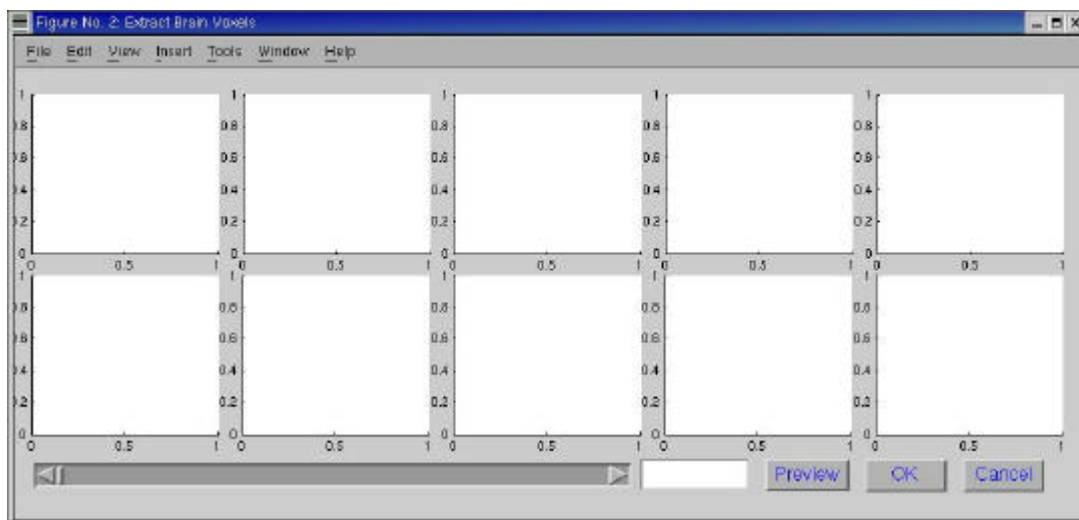 Figure No. 2: Extract Brain Voxels
File Edit View Insert Tools Window Help
1 1 1 1 1
0.8 0.8 0.8 0.8 0.8
0.6 0.6 0.6 0.6 0.6
0.4 0.4 0.4 0.4 0.4
0.2 0.2 0.2 0.2 0.2
0 0 0 0 0
0 0.5 1 0 0.5 1 0 0.5 1 0 0.5 1 0 0.5 1
1 1 1 1 1
0.8 0.8 0.8 0.8 0.8
0.6 0.6 0.6 0.6 0.6
0.4 0.4 0.4 0.4 0.4
0.2 0.2 0.2 0.2 0.2
0 0 0 0 0
0 0.5 1 0 0.5 1 0 0.5 1 0 0.5 1 0 0.5 1
Preview OK Cancel